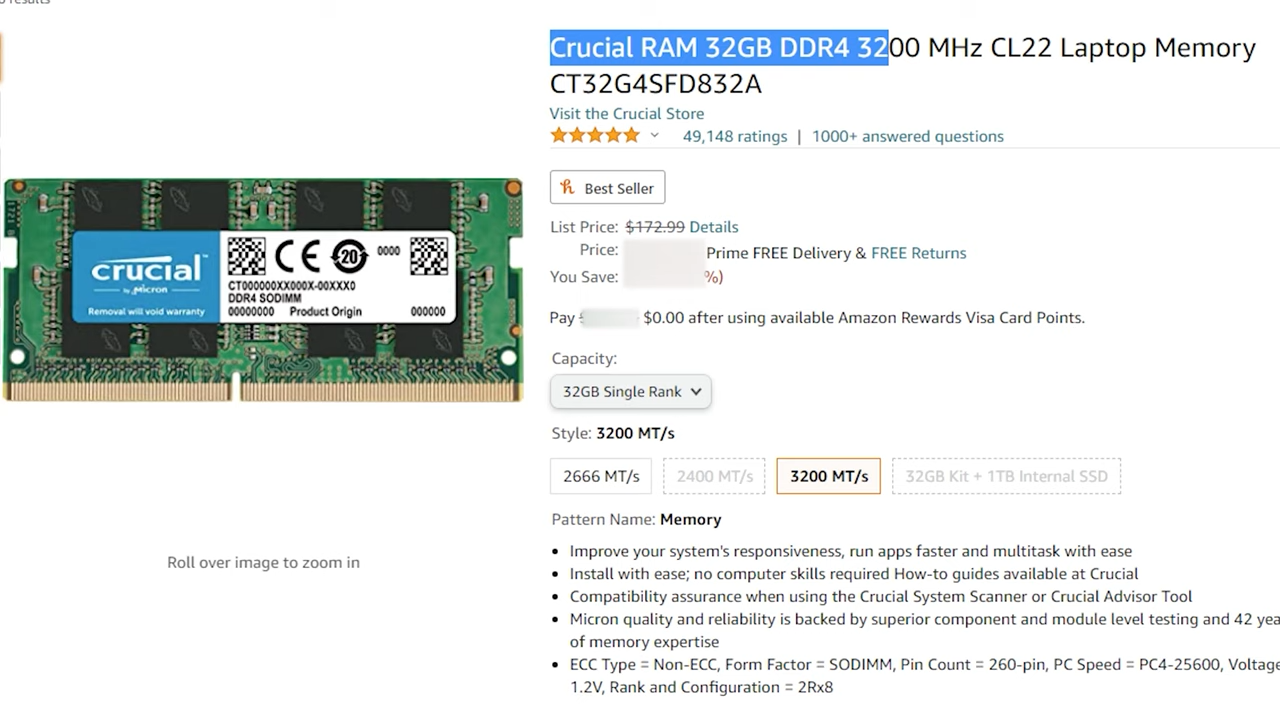 Crucial RAM 32GB DDR4 3200 MHz CL22 Laptop Memory
CT32G4SFD832A
Visit the Crucial Store
49,148 ratings | 1000+ answered questions
Best Seller
List Price: $172.99 Details
Price: Prime FREE Delivery & FREE Returns
You Save: %)
Pay $0.00 after using available Amazon Rewards Visa Card Points.
Capacity:
32GB Single Rank
Style: 3200 MT/s
2666 MT/s
2400 MT/s
3200 MT/s
32GB Kit + 1TB Internal SSD
Pattern Name: Memory
• Improve your system's responsiveness, run apps faster and multitask with ease
• Install with ease; no computer skills required How-to guides available at Crucial
• Compatibility assurance when using the Crucial System Scanner or Crucial Advisor Tool
• Micron quality and reliability is backed by superior component and module level testing and 42
of memory expertise
• ECC Type = Non-ECC, Form Factor = SODIMM, Pin Count = 260-pin, PC Speed = PC4-25600, Voltage
1.2V, Rank and Configuration = 2Rx8
crucial
by Micron
Removal will void warranty
CE
20
0000
CT000000XX000X-00XXX0
DDR4 SODIMM
00000000 Product Origin 000000
Roll over image to zoom in